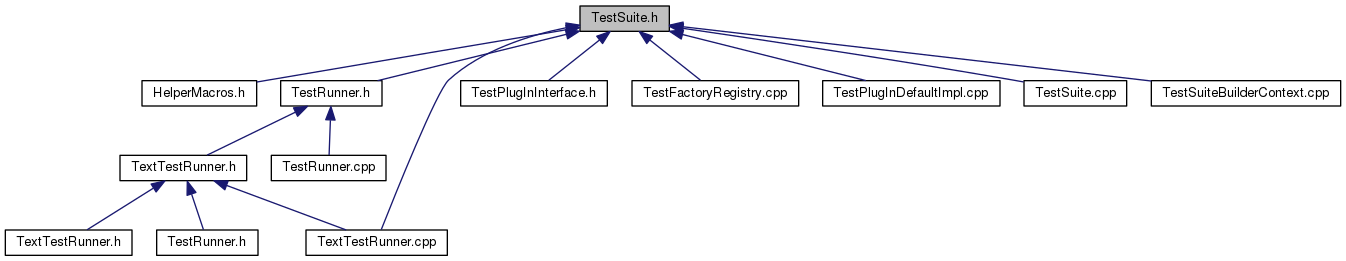 TestSuite.h
HelperMacros.h
TestRunner.h
TestPlugInInterface.h
TestFactoryRegistry.cpp
TestPlugInDefaultImpl.cpp
TestSuite.cpp
TestSuiteBuilderContext.cpp
TextTestRunner.h
TestRunner.cpp
TextTestRunner.h
TestRunner.h
TextTestRunner.cpp